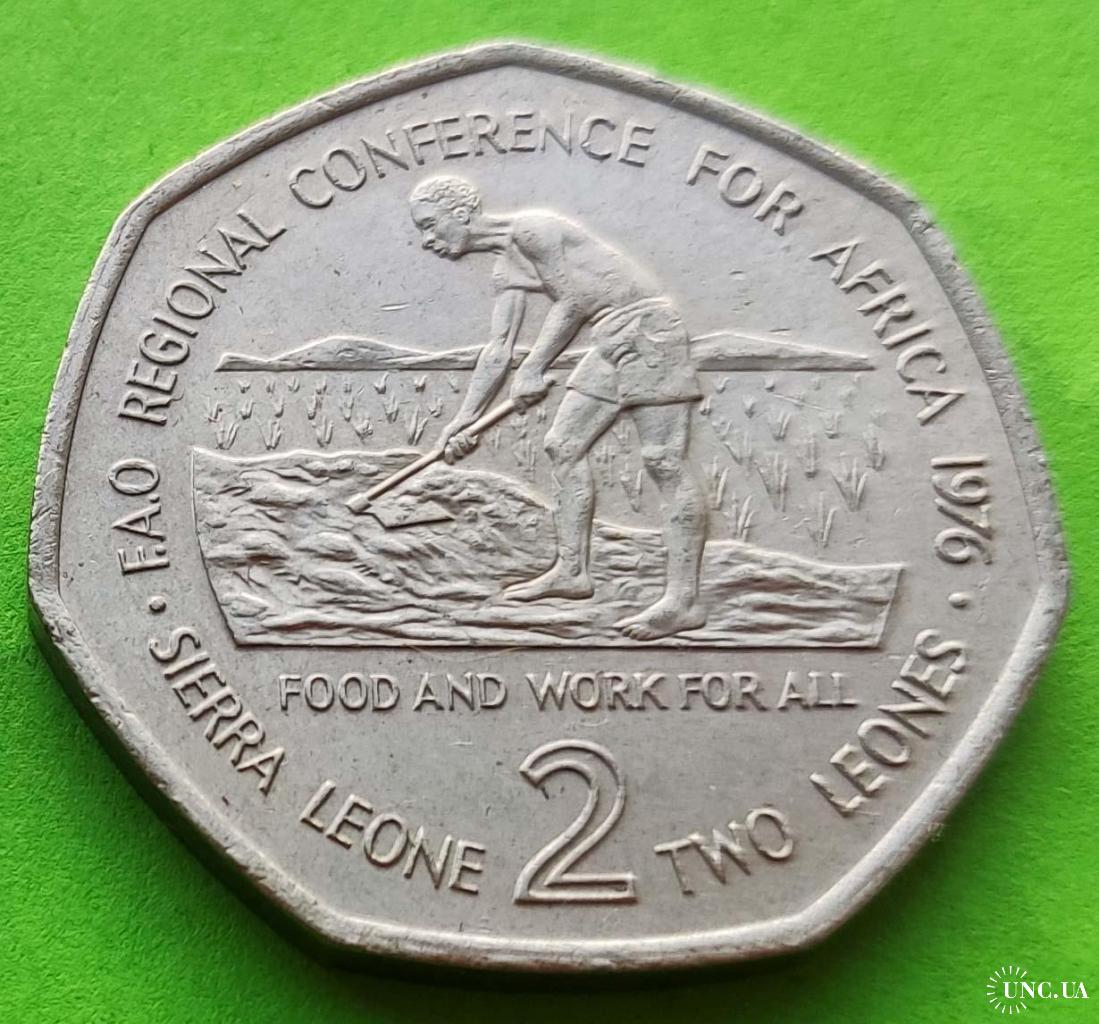 F.A.O REGIONAL CONFERENCE FOR AFRICA 1976
FOOD AND WORK FOR ALL
2
• SIERRA LEONE TWO LEONES •
UNC.UA